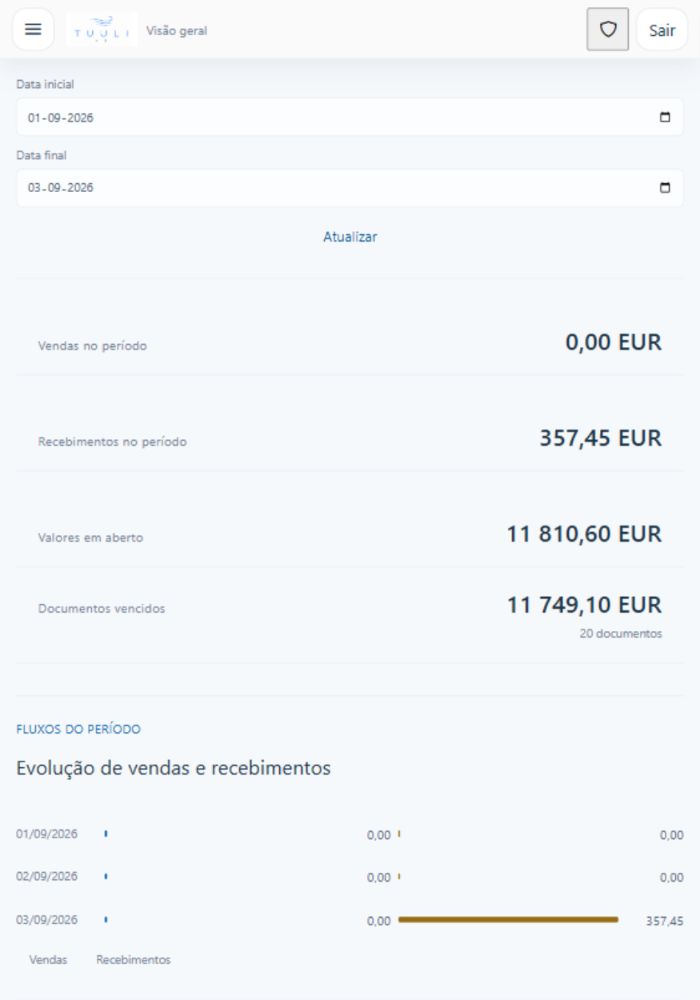 TUULI
Visão geral
Sair
Data inicial
01-09-2026
Data final
03-09-2026
Atualizar
Vendas no período
0,00 EUR
Recebimentos no período
357,45 EUR
Valores em aberto
11 810,60 EUR
Documentos vencidos
11 749,10 EUR
20 documentos
FLUXOS DO PERÍODO
Evolução de vendas e recebimentos
01/09/2026 0,00 0,00
02/09/2026 0,00 0,00
03/09/2026 0,00 357,45
Vendas Recebimentos